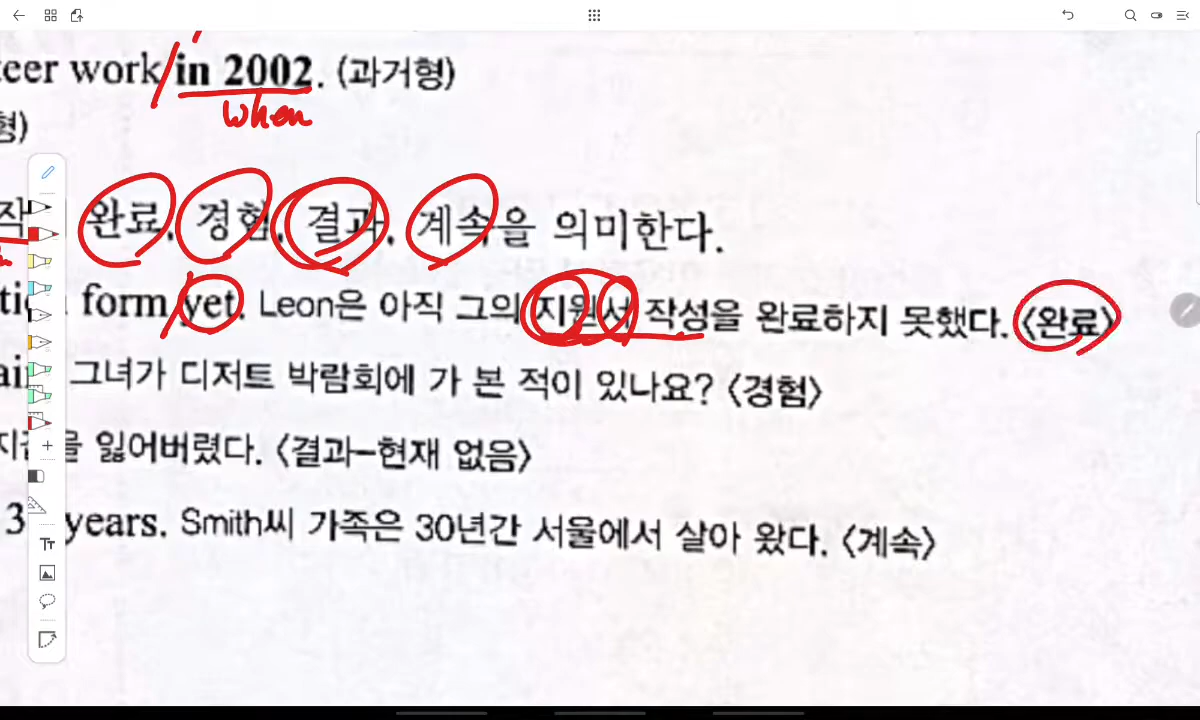 teer work in 2002. (과거형)
when
형)
작, 완료, 경험, 결과, 계속을 의미한다.
form yet. Leon은 아직 그의 지원서 작성을 완료하지 못했다. 〈완료〉
그녀가 디저트 박람회에 가 본 적이 있나요? 〈경험〉
지갑을 잃어버렸다. 〈결과-현재 없음〉
3 years. Smith씨 가족은 30년간 서울에서 살아 왔다. 〈계속〉
Tт